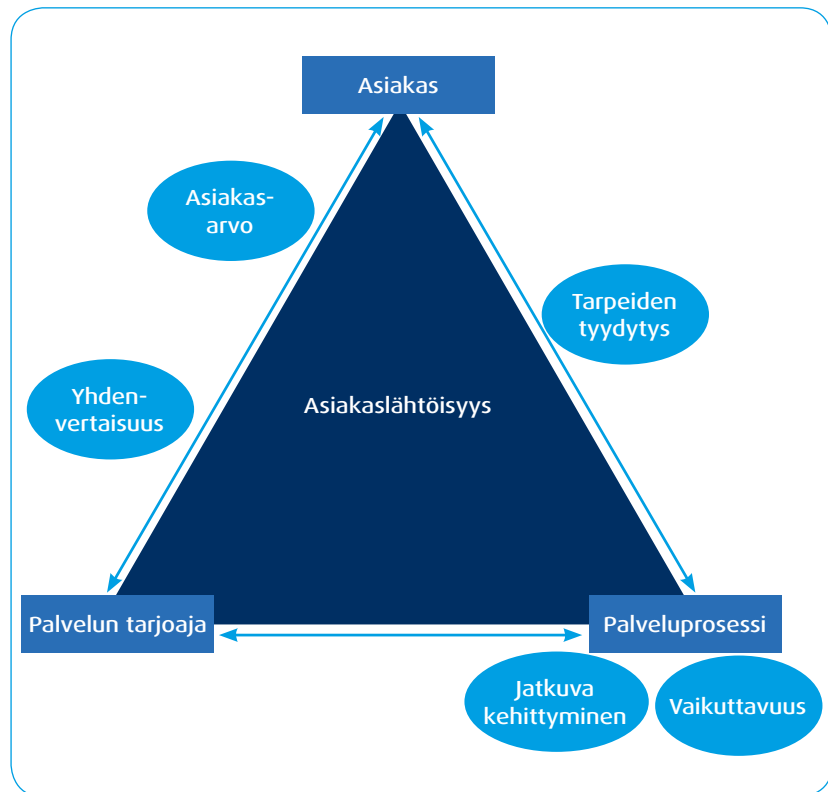 Asiakas
Asiakas-
arvo
Tarpeiden
tyydytys
Yhden-
vertaisuus
Asiakaslähtöisyys
Palvelun tarjoaja
Palveluprosessi
Jatkuva
kehittyminen
Vaikuttavuus